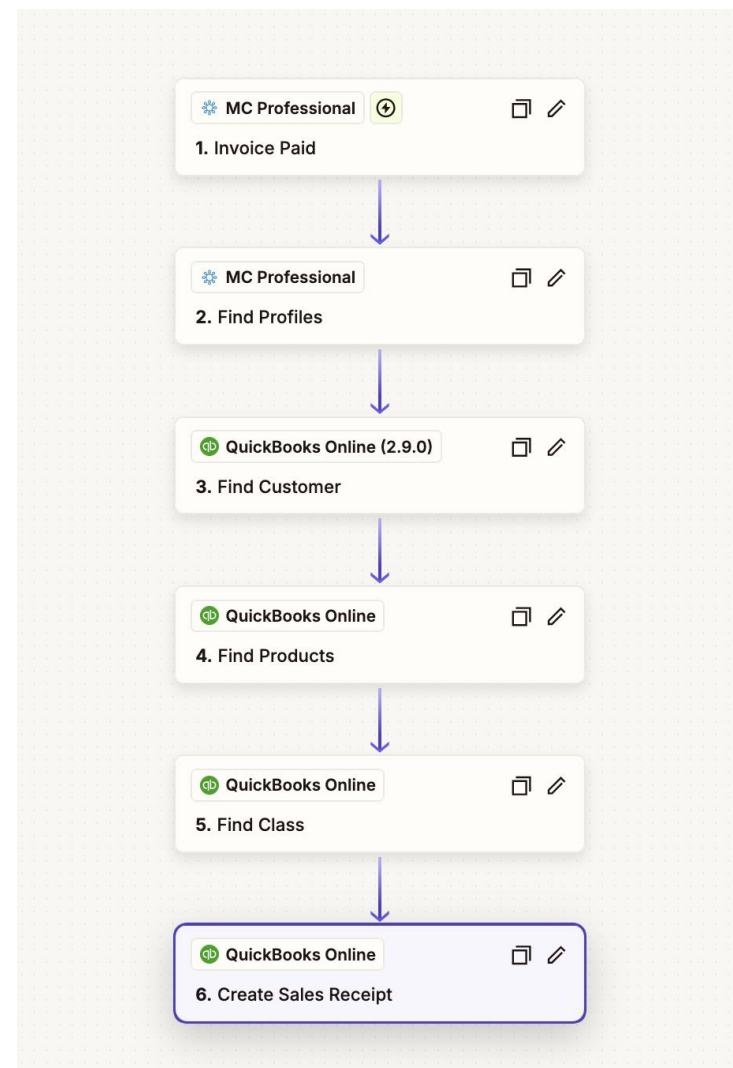 MC Professional
1. Invoice Paid
MC Professional
2. Find Profiles
QuickBooks Online (2.9.0)
3. Find Customer
QuickBooks Online
4. Find Products
QuickBooks Online
5. Find Class
QuickBooks Online
6. Create Sales Receipt